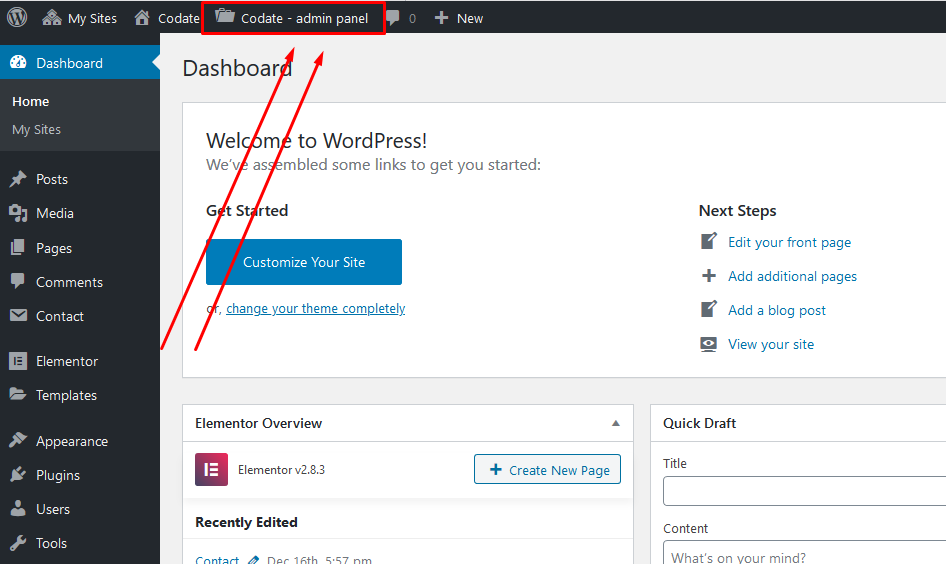 My Sites Codate Codate - admin panel 0 New
Dashboard
Home
My Sites
Posts
Media
Pages
Comments
Contact
Elementor
Templates
Appearance
Plugins
Users
Tools
Dashboard
Welcome to WordPress!
We've assembled some links to get you started:
Get Started
Customize Your Site
or, change your theme completely
Next Steps
Edit your front page
Add additional pages
Add a blog post
View your site
Elementor Overview
Elementor v2.8.3
Create New Page
Recently Edited
Contact Dec 16th, 5:57 pm
Quick Draft
Title
Content
What's on your mind?